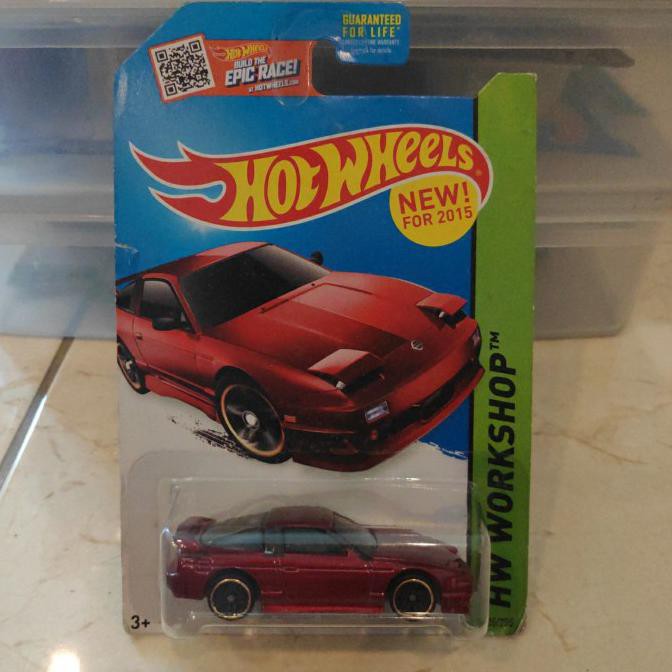 GUARANTEED
FOR LIFE*
Hot Wheels
BUILD THE
EPIC RACE!
AT HOTWHEELS.COM
HOT WHEELS
NEW!
FOR 2015
HW WORKSHOP™
3+